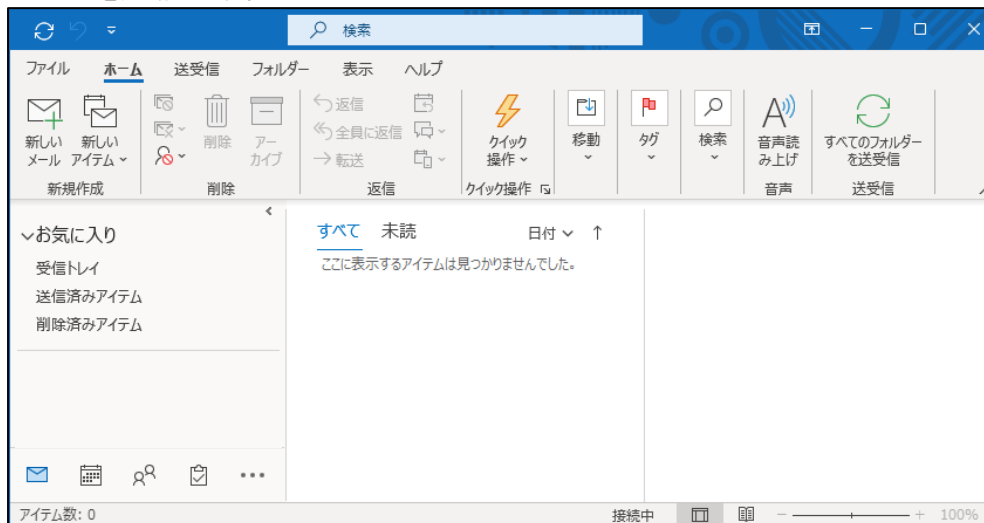 検索
ファイル ホーム 送受信 フォルダー 表示 ヘルプ
新しい
メール
新しい
アイテム
新規作成
削除
アー
カイブ
削除
返信
全員に返信
転送
返信
クイック
操作
クイック操作
移動
タグ
検索
音声読
み上げ
音声
すべてのフォルダー
を送受信
送受信
お気に入り
受信トレイ
送信済みアイテム
削除済みアイテム
すべて 未読 日付
ここに表示するアイテムは見つかりませんでした。
アイテム数: 0
接続中
100%